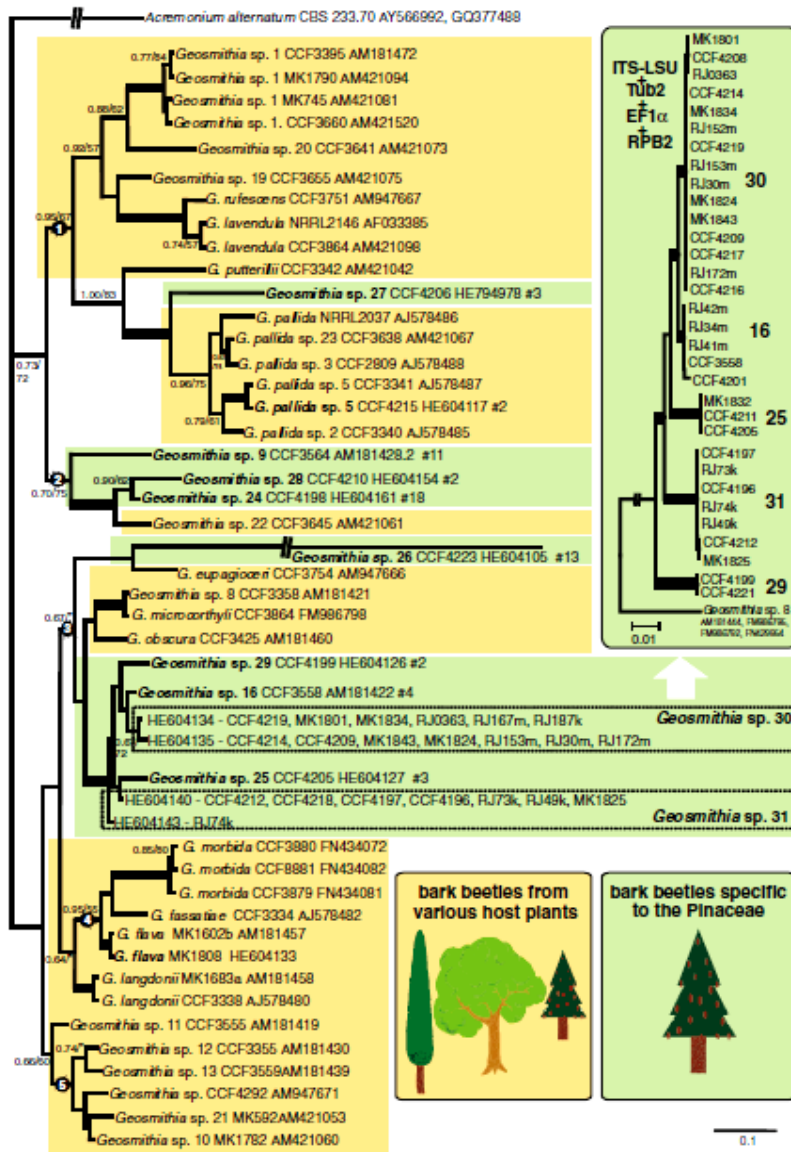 Acremonium alternatum CBS 233.70 AY566992, GQ377488
0.77/84
Geosmithia sp. 1 CCF3395 AM181472
Geosmithia sp. 1 MK1790 AM421094
0.88/62
Geosmithia sp. 1 MK745 AM421081
Geosmithia sp. 1. CCF3660 AM421520
0.92/57
Geosmithia sp. 20 CCF3641 AM421073
Geosmithia sp. 19 CCF3655 AM421075
G. rufescens CCF3751 AM947667
0.95/67
1
G. lavendula NRRL2146 AF033385
0.74/57
G. lavendula CCF3864 AM421098
G. putterillii CCF3342 AM421042
1.00/83
Geosmithia sp. 27 CCF4206 HE794978 #3
G. pallida NRRL2037 AJ578486
G. pallida sp. 23 CCF3638 AM421067
G. pallida sp. 3 CCF2809 AJ578488
0.96/75
G. pallida sp. 5 CCF3341 AJ578487
G. pallida sp. 5 CCF4215 HE604117 #2
0.79/61
G. pallida sp. 2 CCF3340 AJ578485
0.73/
72
Geosmithia sp. 9 CCF3564 AM181428.2 #11
2
0.70/75
0.90/62
Geosmithia sp. 28 CCF4210 HE604154 #2
Geosmithia sp. 24 CCF4198 HE604161 #18
Geosmithia sp. 22 CCF3645 AM421061
Geosmithia sp. 26 CCF4223 HE604105 #13
G. eupagioceri CCF3754 AM947666
3
Geosmithia sp. 8 CCF3358 AM181421
G. microcorthyli CCF3864 FM986798
G. obscura CCF3425 AM181460
Geosmithia sp. 29 CCF4199 HE604126 #2
Geosmithia sp. 16 CCF3558 AM181422 #4
Geosmithia sp. 30
HE604134 - CCF4219, MK1801, MK1834, RJ0363, RJ167m, RJ187k
HE604135 - CCF4214, CCF4209, MK1843, MK1824, RJ153m, RJ30m, RJ172m
72
Geosmithia sp. 25 CCF4205 HE604127 #3
HE604140 - CCF4212, CCF4218, CCF4197, CCF4196, RJ73k, RJ49k, MK1825
Geosmithia sp. 31
HE604143 - RJ74k
0.85/80
G. morbida CCF3880 FN434072
G. morbida CCF8881 FN434082
G. morbida CCF3879 FN434081
0.95/55
4
G. fassatiae CCF3334 AJ578482
G. flava MK1602b AM181457
G. flava MK1808 HE604133
0.64/
G. langdonii MK1683a AM181458
G. langdonii CCF3338 AJ578480
Geosmithia sp. 11 CCF3555 AM181419
0.66/60
Geosmithia sp. 12 CCF3355 AM181430
Geosmithia sp. 13 CCF3559AM181439
5
Geosmithia sp. CCF4292 AM947671
Geosmithia sp. 21 MK592AM421053
Geosmithia sp. 10 MK1782 AM421060
ITS-LSU
+
Tub2
+
EF1α
+
RPB2
MK1801
CCF4208
RJ0363
CCF4214
MK1834
RJ152m
CCF4219
RJ153m
RJ30m
30
MK1824
MK1843
CCF4209
CCF4217
RJ172m
CCF4216
RJ42m
RJ34m
16
RJ41m
CCF3558
CCF4201
MK1832
CCF4211
25
CCF4205
CCF4197
RJ73k
CCF4196
RJ74k
31
RJ49k
CCF4212
MK1825
CCF4199
29
CCF4221
Geosmithia sp. 8
0.01
bark beetles from
various host plants
bark beetles specific
to the Pinaceae
0.1